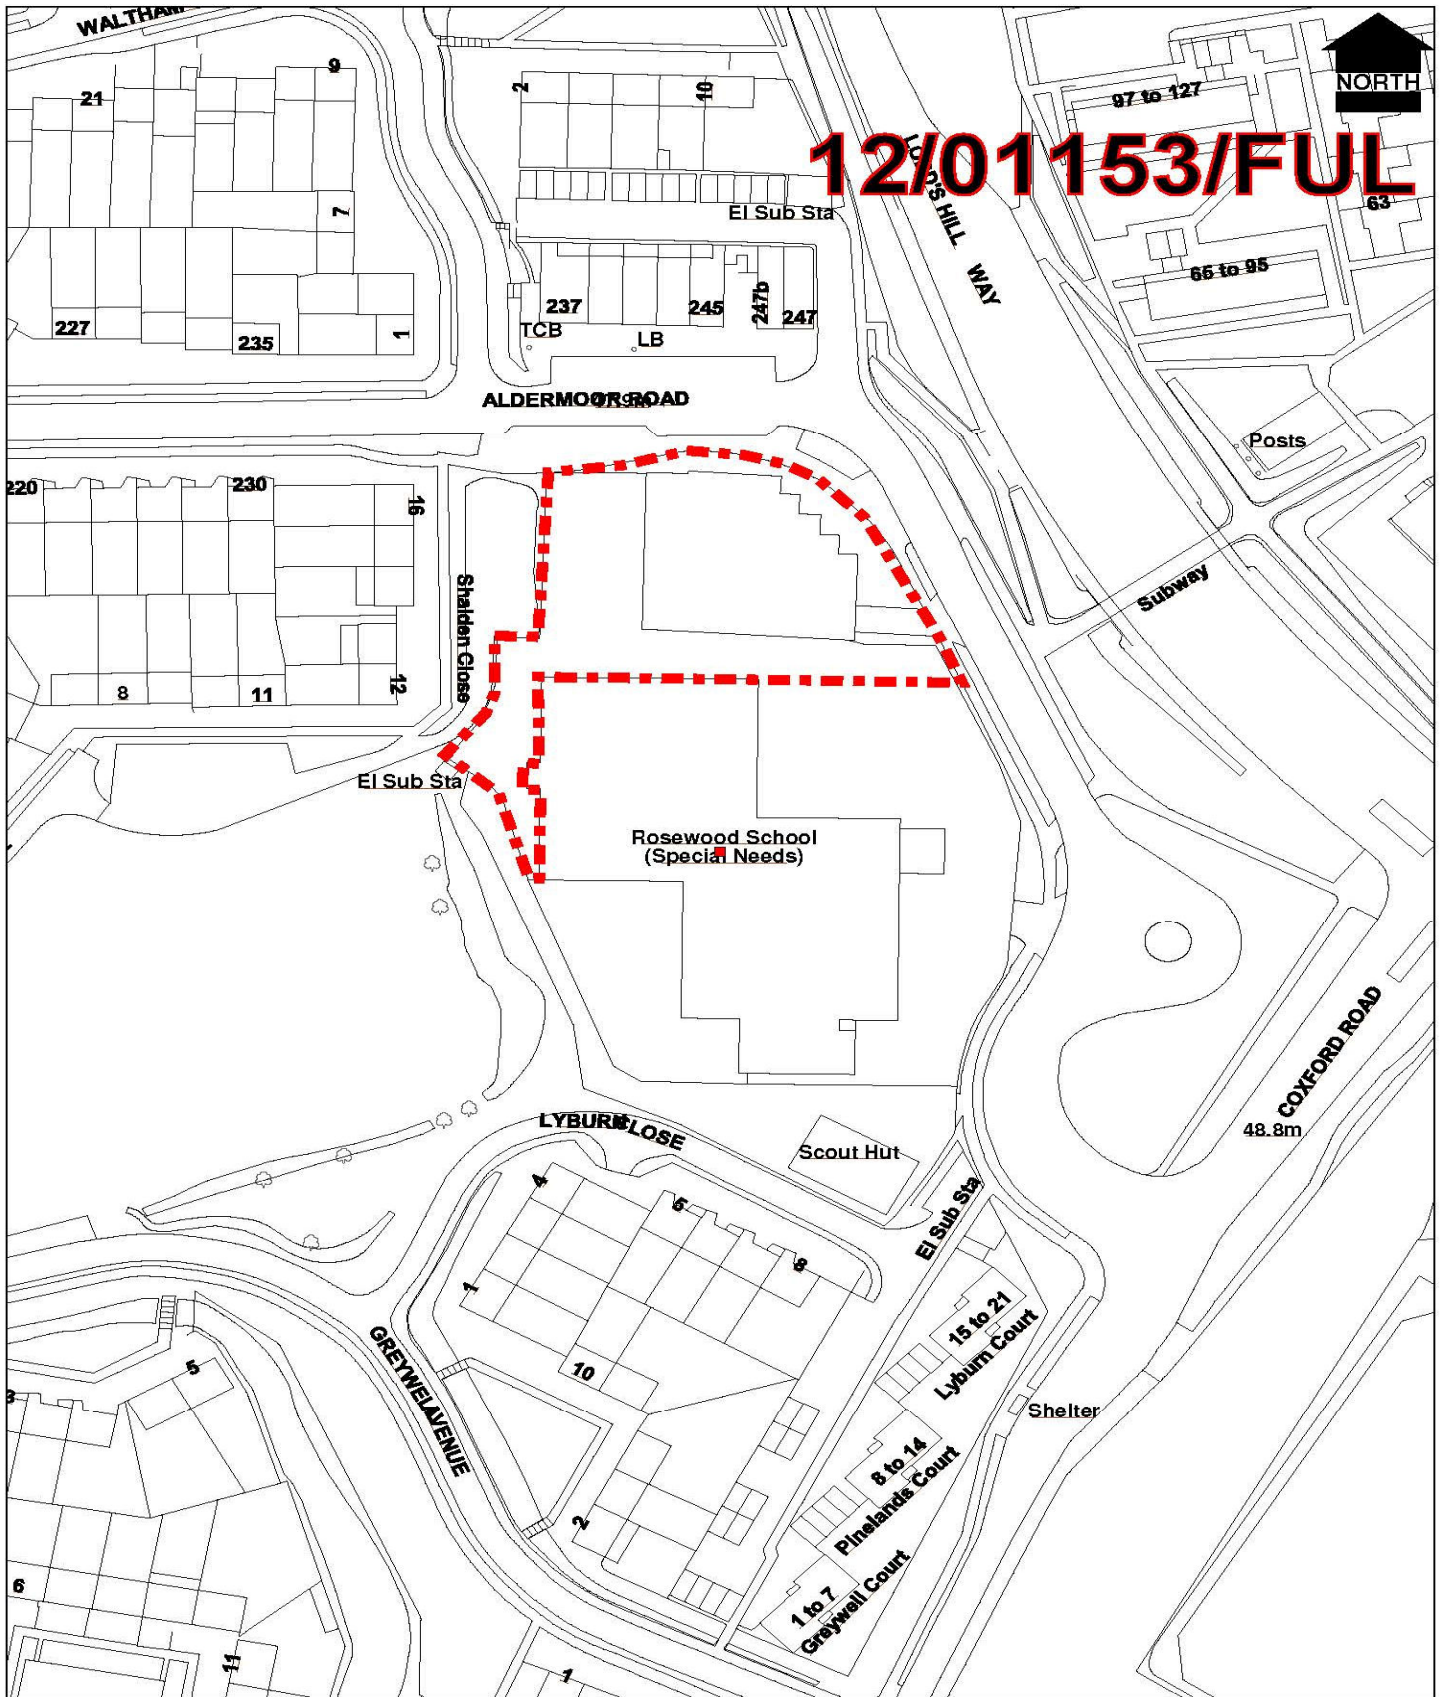 WALTHAM
9
21
2
10
97 to 127
NORTH
12/01153/FUL
7
El Sub Sta
LORD'S HILL WAY
63
65 to 95
227
235
1
237
TCB
LB
245
247b
247
ALDERMOOR ROAD
Posts
220
230
16
Shalden Close
Subway
8
11
12
El Sub Sta
Rosewood School
(Special Needs)
COXFORD ROAD
48.8m
LYBURN CLOSE
Scout Hut
El Sub Sta
4
5
8
1
10
15 to 21
Lyburn Court
GREYWELL AVENUE
5
3
Shelter
8 to 14
Pinelands Court
2
1 to 7
Greywell Court
6
11
1